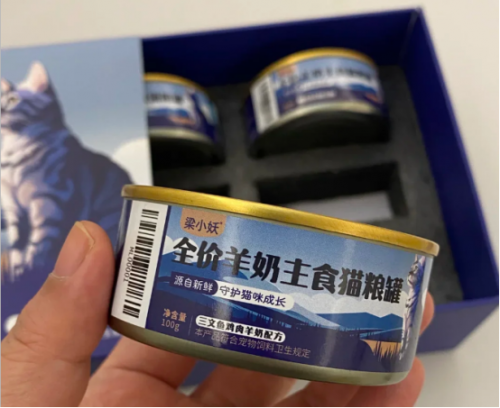 梁小妖
全价羊奶主食猫粮罐
源自新鲜 守护猫咪成长
净含量
100g
三文鱼鸡肉羊奶配方
本产品符合宠物饲料卫生规定